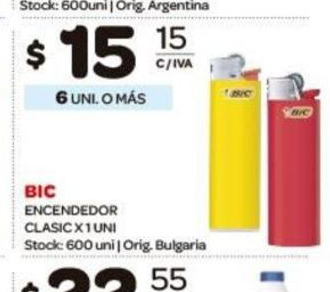 Stock: 600uni | Orig. Argentina
$ 15 15
C/IVA
6 UNI. O MÁS
BIC
BIC
BIC
ENCENDEDOR
CLASIC X 1 UNI
Stock: 600 uni | Orig. Bulgaria
$ 33 55